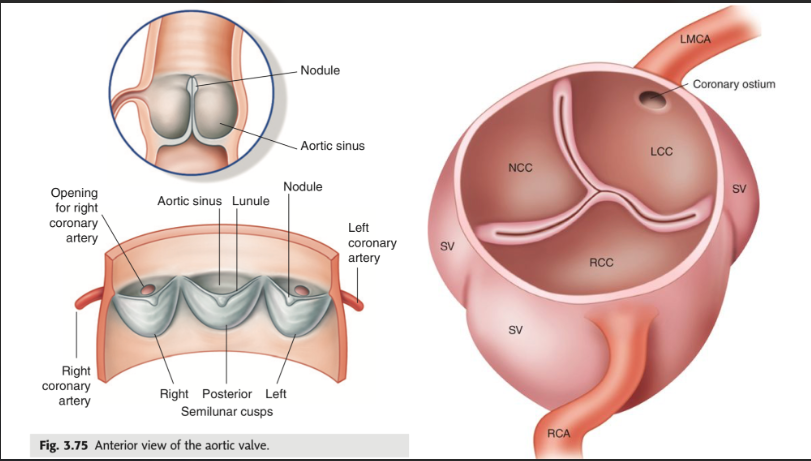 Nodule
Aortic sinus
Opening
for right
coronary
artery
Aortic sinus
Lunule
Nodule
Left
coronary
artery
Right
coronary
artery
Right
Posterior
Left
Semilunar cusps
Fig. 3.75 Anterior view of the aortic valve.
LMCA
Coronary ostium
NCC
LCC
SV
SV
RCC
SV
RCA